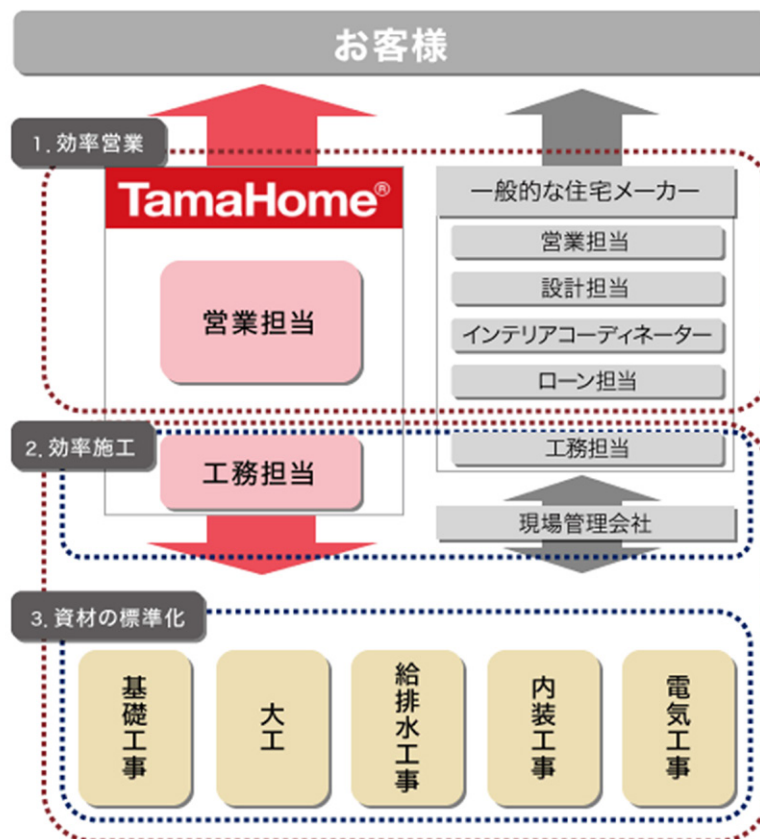 お客様
1. 効率営業
TamaHome®
営業担当
一般的な住宅メーカー
営業担当
設計担当
インテリアコーディネーター
ローン担当
2. 効率施工
工務担当
工務担当
現場管理会社
3. 資材の標準化
基礎工事
大工
給排水工事
内装工事
電気工事